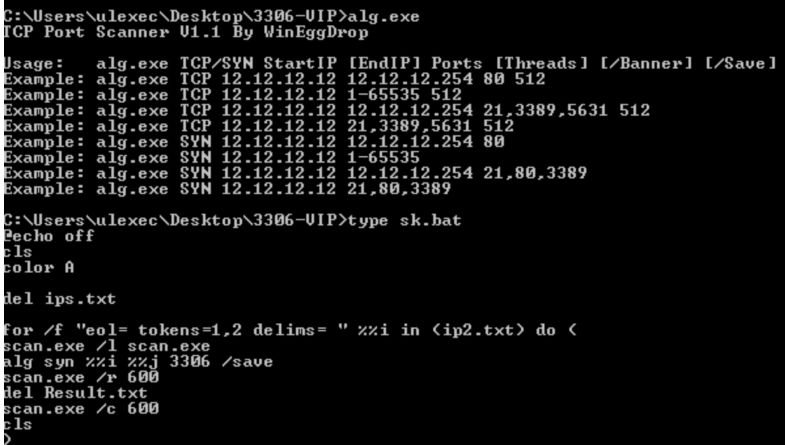 C:\Users\ulexec\Desktop\3306-VIP>alg.exe
TCP Port Scanner V1.1 By WinEggDrop
Usage:   alg.exe TCP/SYN StartIP [EndIP] Ports [Threads] [/Banner] [/Save]
Example: alg.exe TCP 12.12.12.12 12.12.12.254 80 512
Example: alg.exe TCP 12.12.12.12 1-65535 512
Example: alg.exe TCP 12.12.12.12 12.12.12.254 21,3389,5631 512
Example: alg.exe TCP 12.12.12.12 21,3389,5631 512
Example: alg.exe SYN 12.12.12.12 12.12.12.254 80
Example: alg.exe SYN 12.12.12.12 1-65535
Example: alg.exe SYN 12.12.12.12 12.12.12.254 21,80,3389
Example: alg.exe SYN 12.12.12.12 21,80,3389
C:\Users\ulexec\Desktop\3306-VIP>type sk.bat
@echo off
cls
color A
del ips.txt
for /f "eol= tokens=1,2 delims= " %%i in (ip2.txt) do (
scan.exe /l scan.exe
alg syn %%i %%j 3306 /save
scan.exe /r 600
del Result.txt
scan.exe /c 600
cls
)